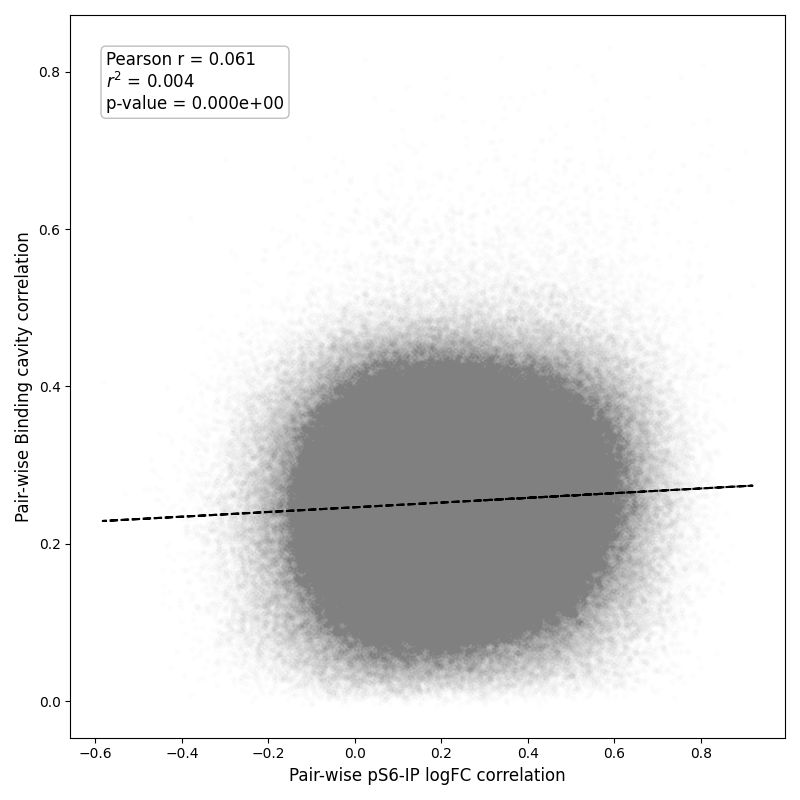 Pearson r = 0.061
r² = 0.004
p-value = 0.000e+00
0.8
0.6
0.4
0.2
0.0
Pair-wise Binding cavity correlation
−0.6 −0.4 −0.2 0.0 0.2 0.4 0.6 0.8
Pair-wise pS6-IP logFC correlation